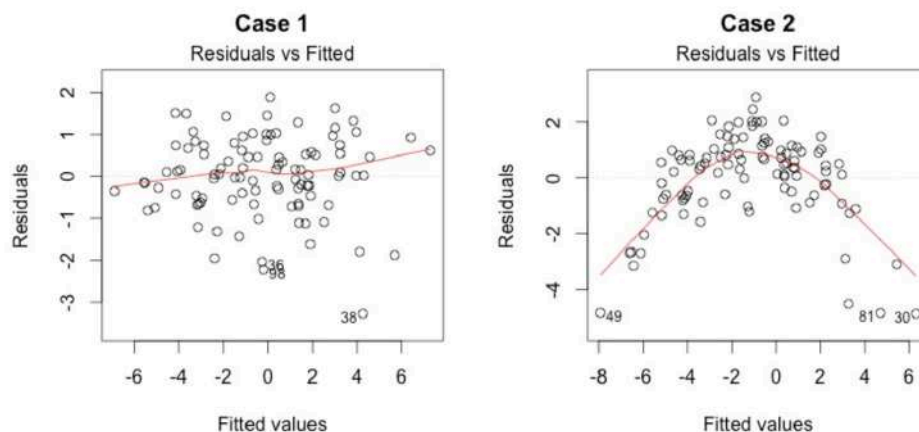 Case 1
Residuals vs Fitted
Residuals
2
1
0
-1
-2
-3
36
98
38
-6 -4 -2 0 2 4 6
Fitted values
Case 2
Residuals vs Fitted
Residuals
2
0
-2
-4
49
81
30
-8 -6 -4 -2 0 2 4 6
Fitted values